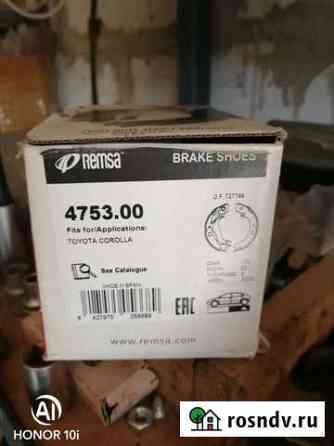 REMSA
BRAKE SHOES
4753.00
Fits for/Applications:
TOYOTA COROLLA
See Catalogue
MADE IN SPAIN
EAC
www.remsa.com
AI
HONOR 10i
rosndv.ru